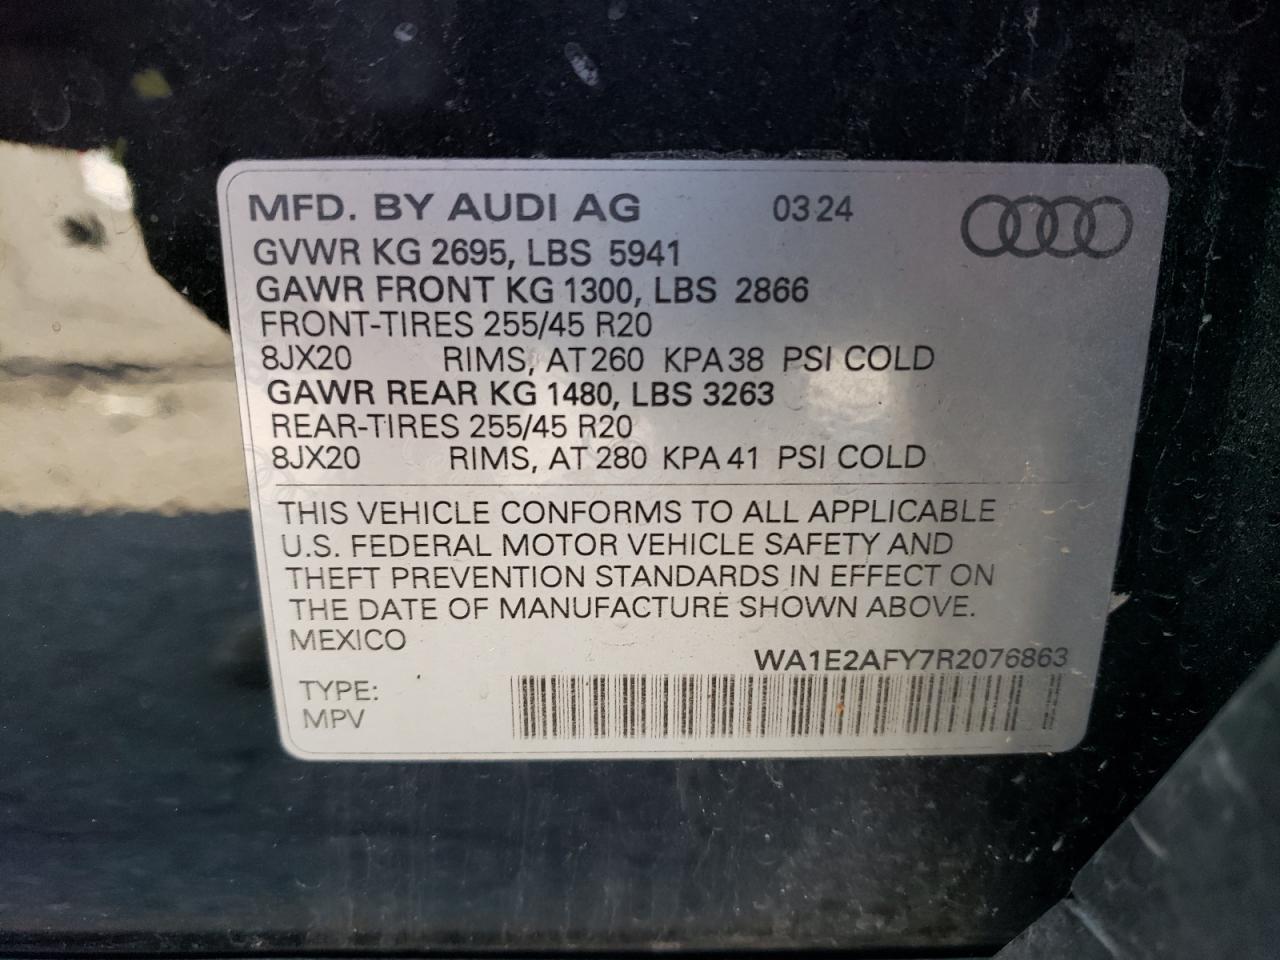 MFD. BY AUDI AG 03 24
GVWR KG 2695, LBS 5941
GAWR FRONT KG 1300, LBS 2866
FRONT-TIRES 255/45 R20
8JX20 RIMS, AT 260 KPA 38 PSI COLD
GAWR REAR KG 1480, LBS 3263
REAR-TIRES 255/45 R20
8JX20 RIMS, AT 280 KPA 41 PSI COLD
THIS VEHICLE CONFORMS TO ALL APPLICABLE
U.S. FEDERAL MOTOR VEHICLE SAFETY AND
THEFT PREVENTION STANDARDS IN EFFECT ON
THE DATE OF MANUFACTURE SHOWN ABOVE.
MEXICO
WA1E2AFY7R2076863
TYPE:
MPV